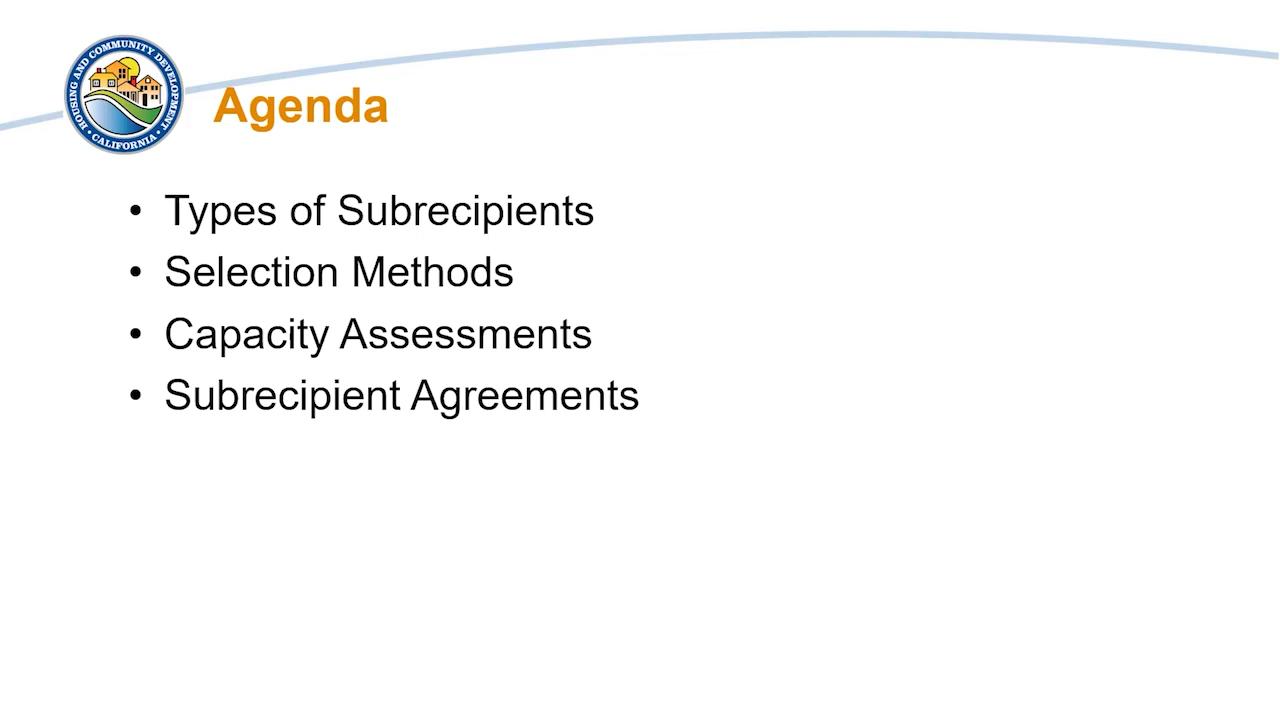 HOUSING AND COMMUNITY DEVELOPMENT
• CALIFORNIA •
Agenda
• Types of Subrecipients
• Selection Methods
• Capacity Assessments
• Subrecipient Agreements